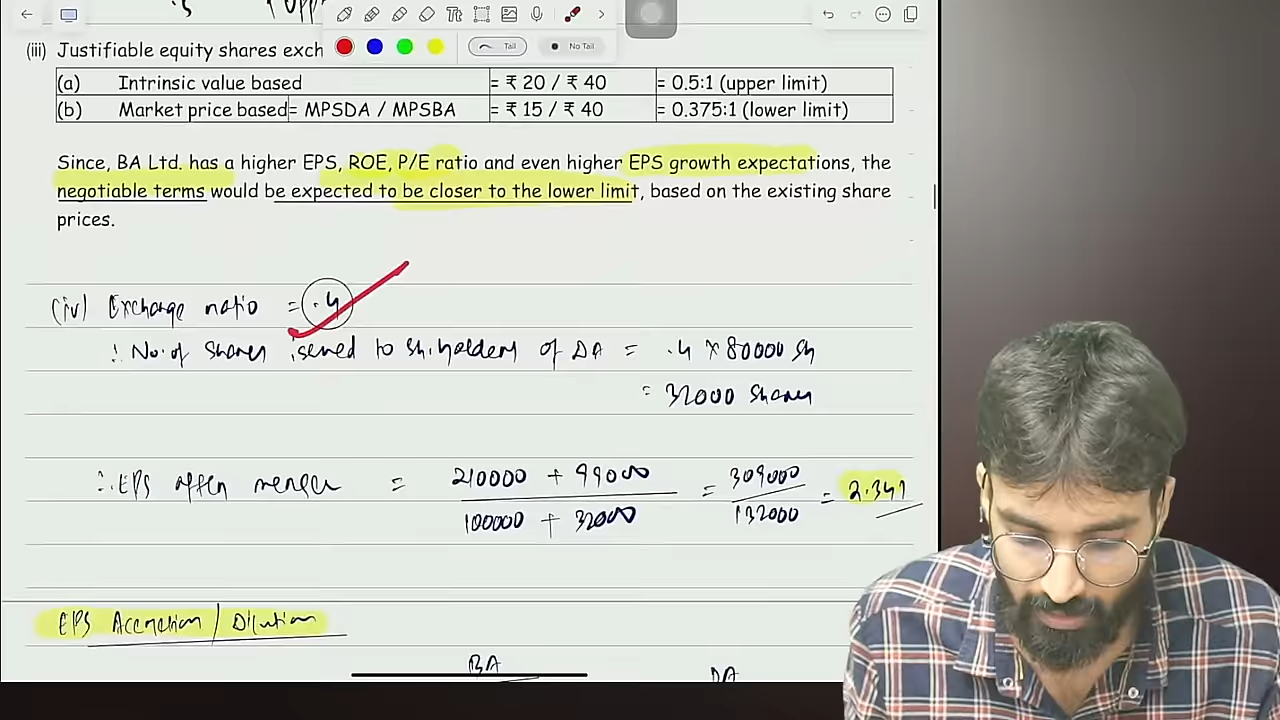 Tt
Tail
No Tail
(iii) Justifiable equity shares exch
(a) Intrinsic value based = ₹ 20 / ₹ 40 = 0.5:1 (upper limit)
(b) Market price based= MPSDA / MPSBA = ₹ 15 / ₹ 40 = 0.375:1 (lower limit)
Since, BA Ltd. has a higher EPS, ROE, P/E ratio and even higher EPS growth expectations, the
negotiable terms would be expected to be closer to the lower limit, based on the existing share
prices.
(iv) Exchange ratio = .4
∴ No. of shares issued to sh.holders of DA = .4 × 80000 sh
= 32000 shares
∴ EPS after merger = 210000 + 99000 = 309000 = 2.341
100000 + 32000 132000
EPS Accretion / Dilution
BA DA